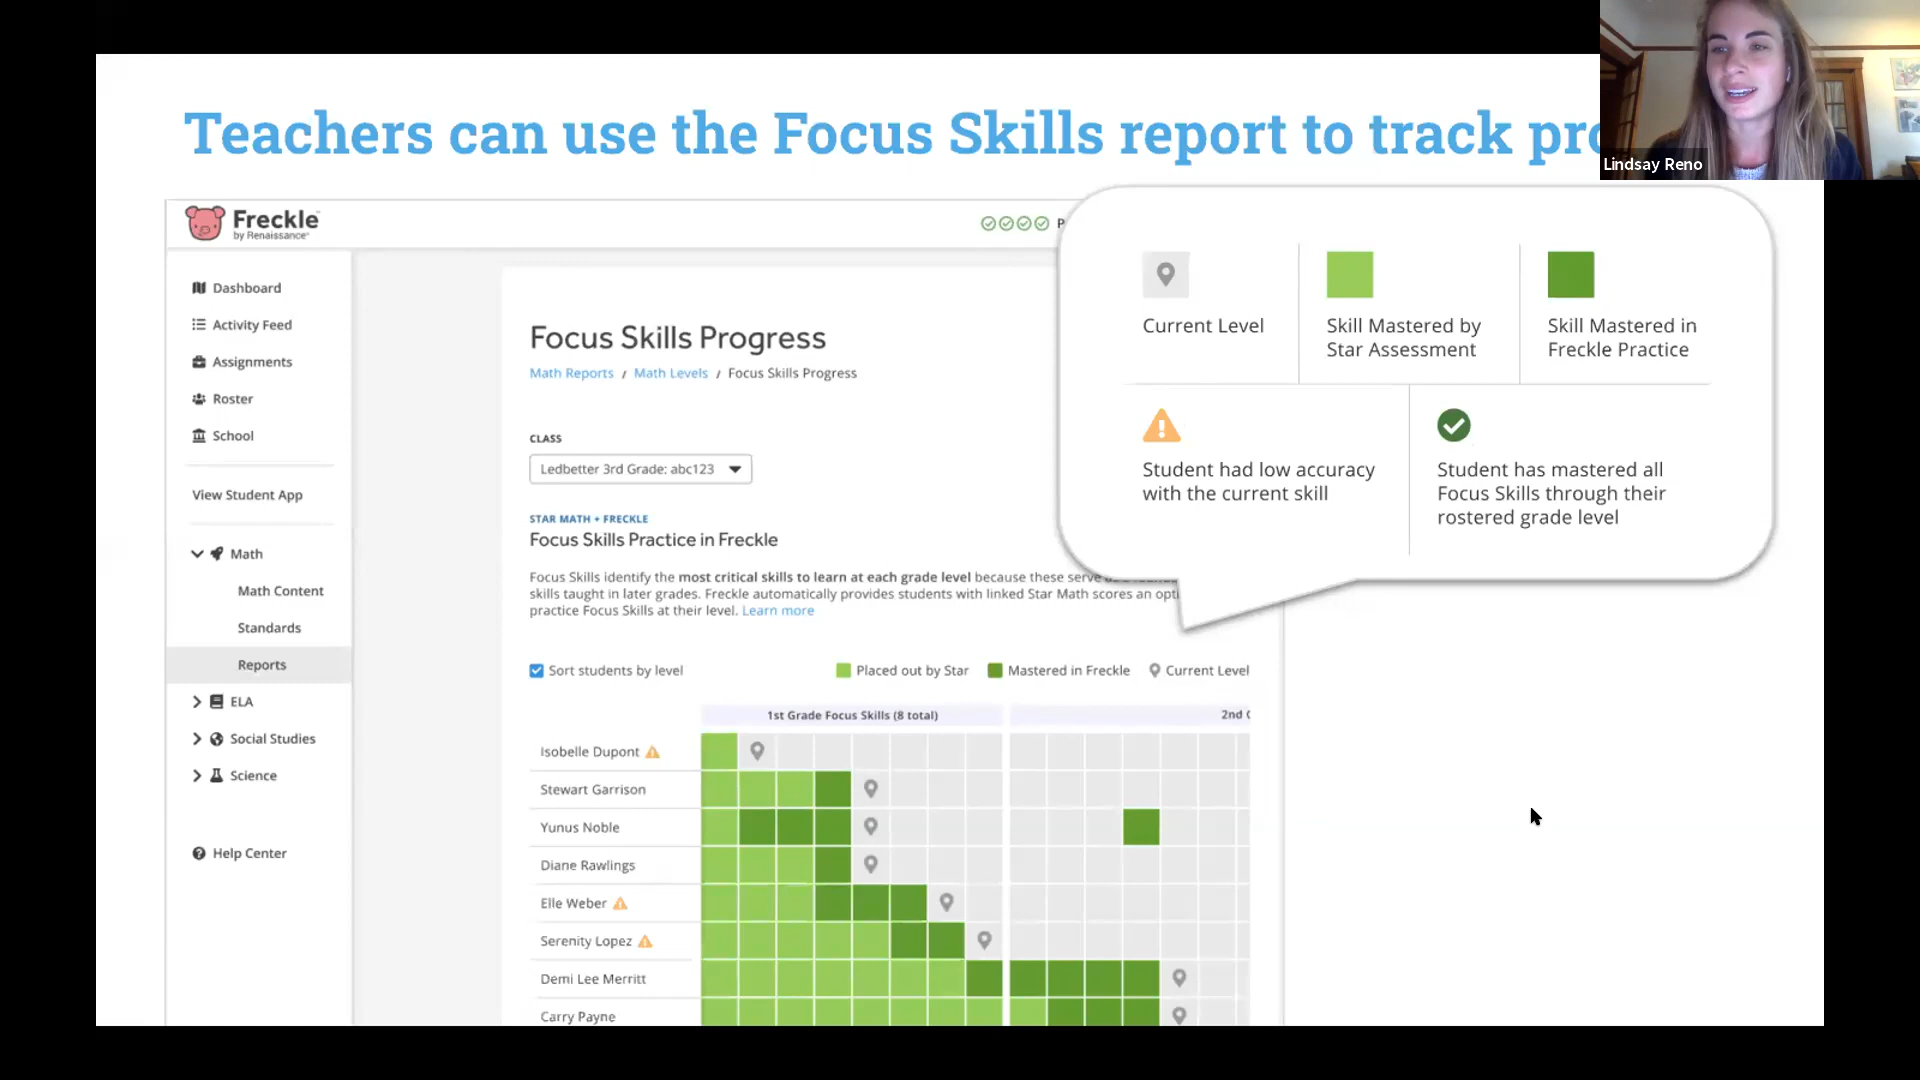 Teachers can use the Focus Skills report to track
Lindsay Reno
Freckle
by Renaissance
Dashboard
Activity Feed
Assignments
Roster
School
View Student App
Math
Math Content
Standards
Reports
ELA
Social Studies
Science
Help Center
Focus Skills Progress
Math Reports / Math Levels / Focus Skills Progress
CLASS
Ledbetter 3rd Grade: abc123
STAR MATH + FRECKLE
Focus Skills Practice in Freckle
Focus Skills identify the most critical skills to learn at each grade level because these serve
skills taught in later grades. Freckle automatically provides students with linked Star Math scores an
practice Focus Skills at their level. Learn more
Current Level
Skill Mastered by
Star Assessment
Skill Mastered in
Freckle Practice
Student had low accuracy
with the current skill
Student has mastered all
Focus Skills through their
rostered grade level
Sort students by level
Placed out by Star
Mastered in Freckle
Current Level
1st Grade Focus Skills (8 total)
2nd
Isobelle Dupont
Stewart Garrison
Yunus Noble
Diane Rawlings
Elle Weber
Serenity Lopez
Demi Lee Merritt
Carry Payne